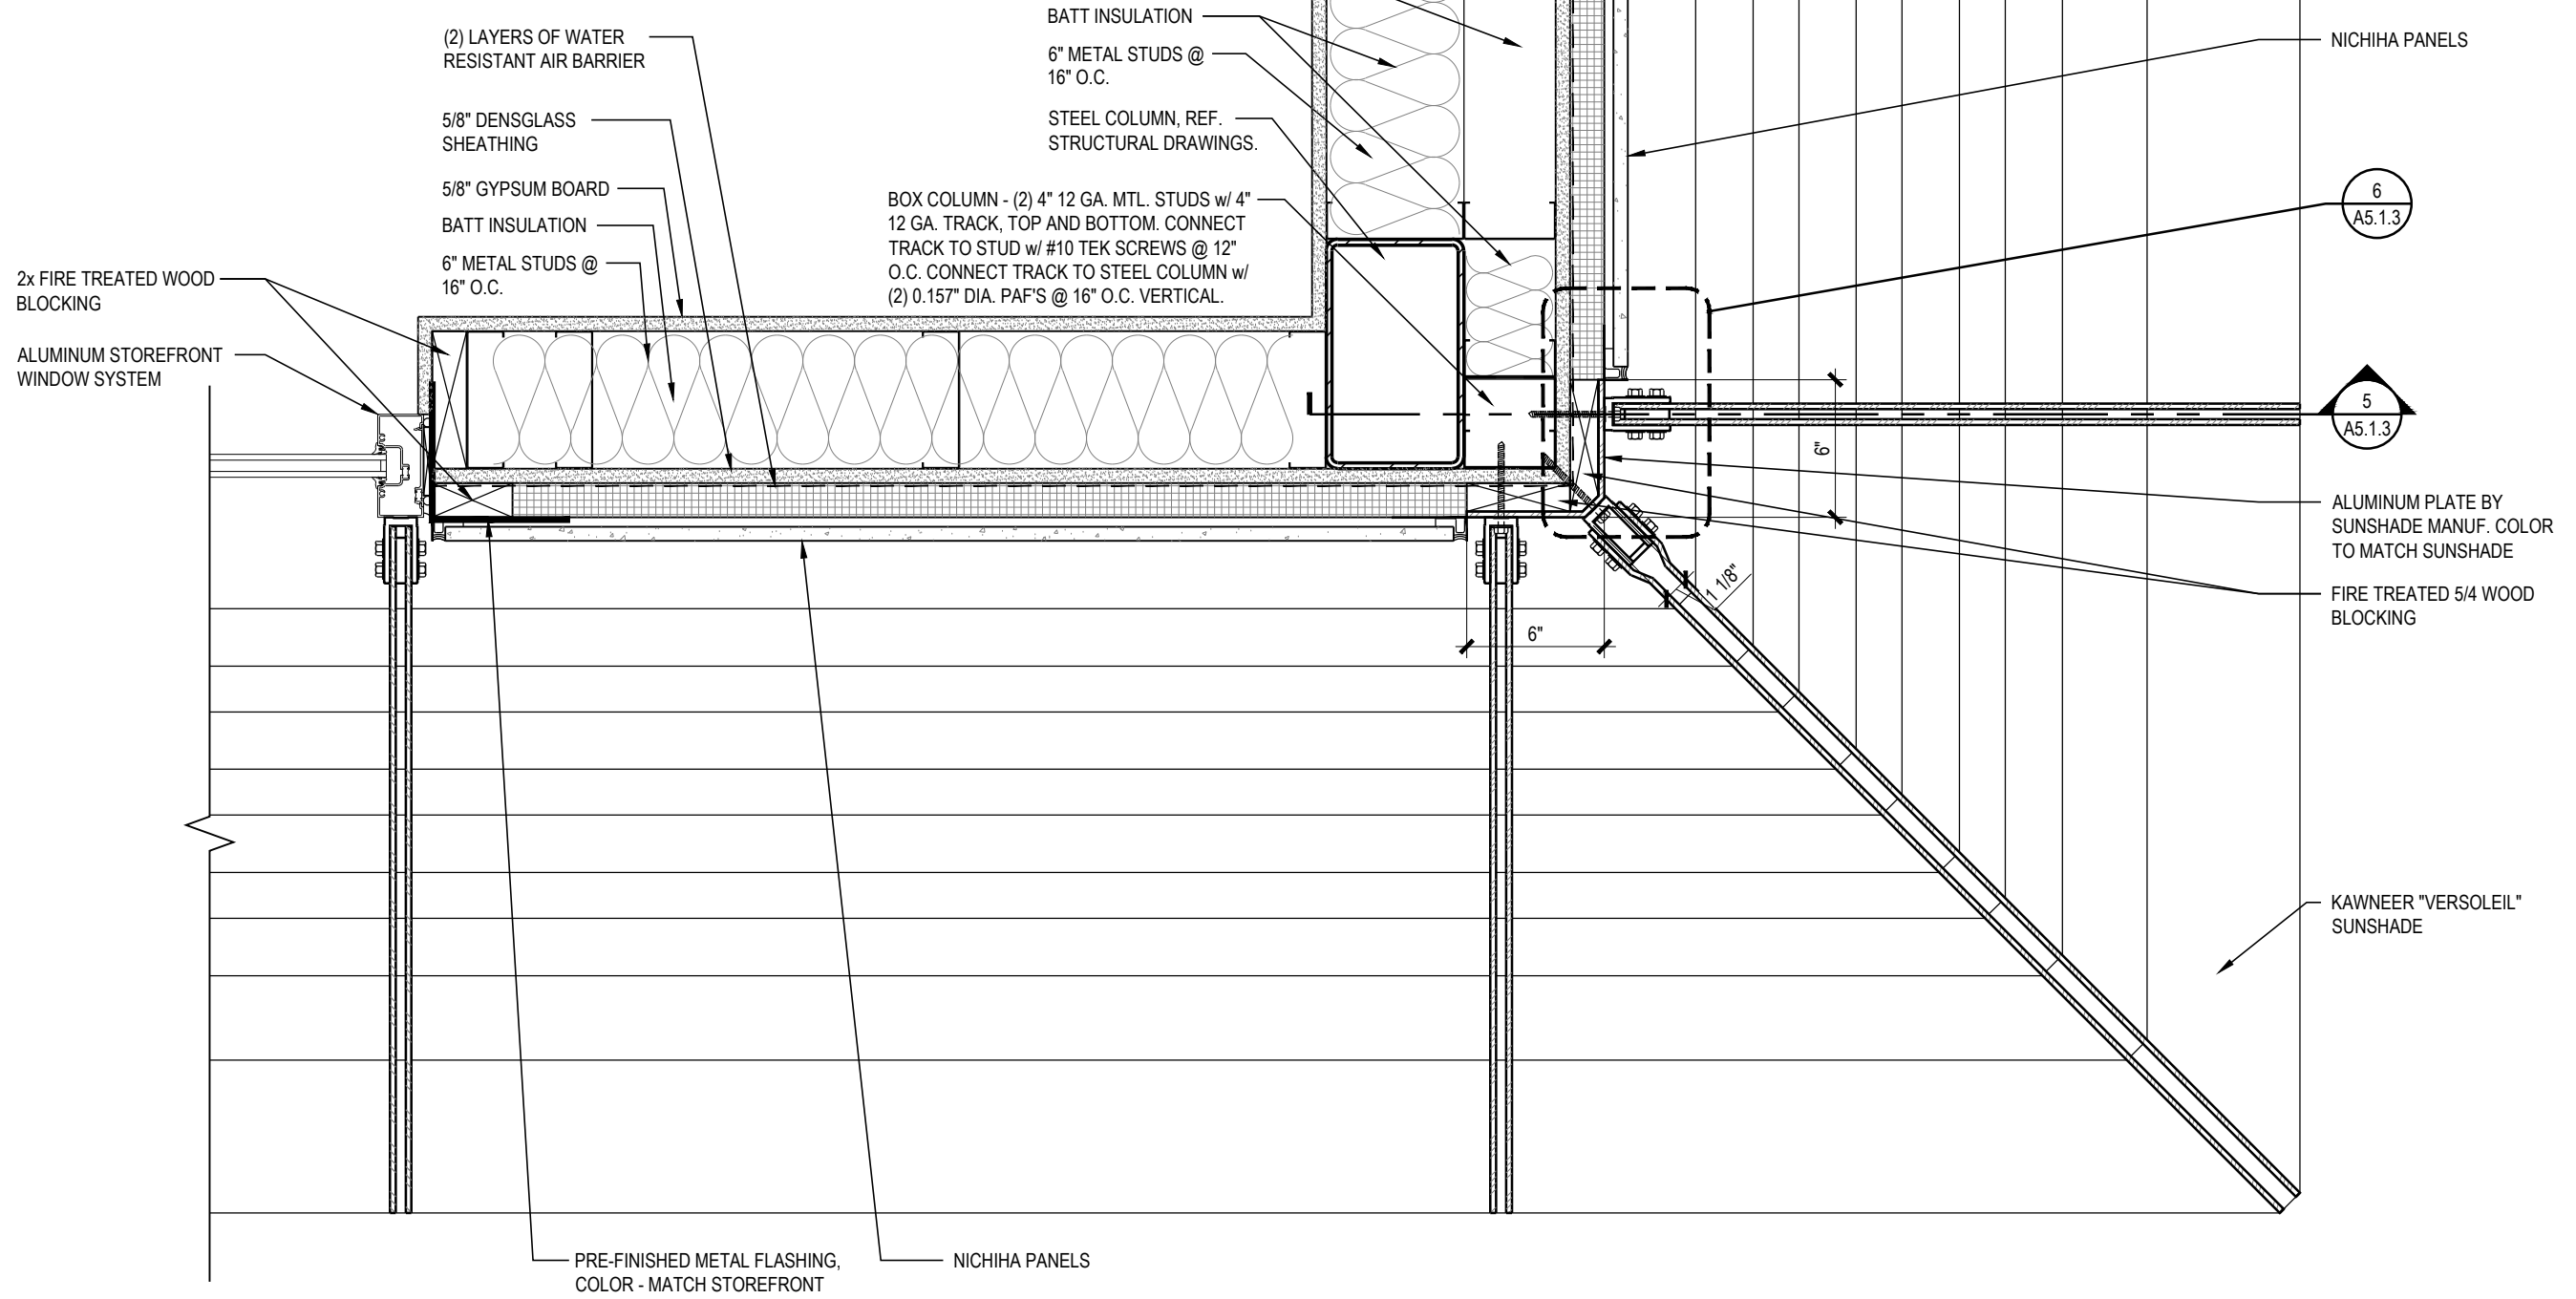 (2) LAYERS OF WATER
RESISTANT AIR BARRIER
5/8" DENSGLASS
SHEATHING
5/8" GYPSUM BOARD
BATT INSULATION
6" METAL STUDS @
16" O.C.
2x FIRE TREATED WOOD
BLOCKING
ALUMINUM STOREFRONT
WINDOW SYSTEM
BATT INSULATION
6" METAL STUDS @
16" O.C.
STEEL COLUMN, REF.
STRUCTURAL DRAWINGS.
BOX COLUMN - (2) 4" 12 GA. MTL. STUDS w/ 4"
12 GA. TRACK, TOP AND BOTTOM. CONNECT
TRACK TO STUD w/ #10 TEK SCREWS @ 12"
O.C. CONNECT TRACK TO STEEL COLUMN w/
(2) 0.157" DIA. PAF'S @ 16" O.C. VERTICAL.
NICHIHA PANELS
6
A5.1.3
5
A5.1.3
6"
ALUMINUM PLATE BY
SUNSHADE MANUF. COLOR
TO MATCH SUNSHADE
FIRE TREATED 5/4 WOOD
BLOCKING
1 1/8"
6"
KAWNEER "VERSOLEIL"
SUNSHADE
PRE-FINISHED METAL FLASHING,
COLOR - MATCH STOREFRONT
NICHIHA PANELS